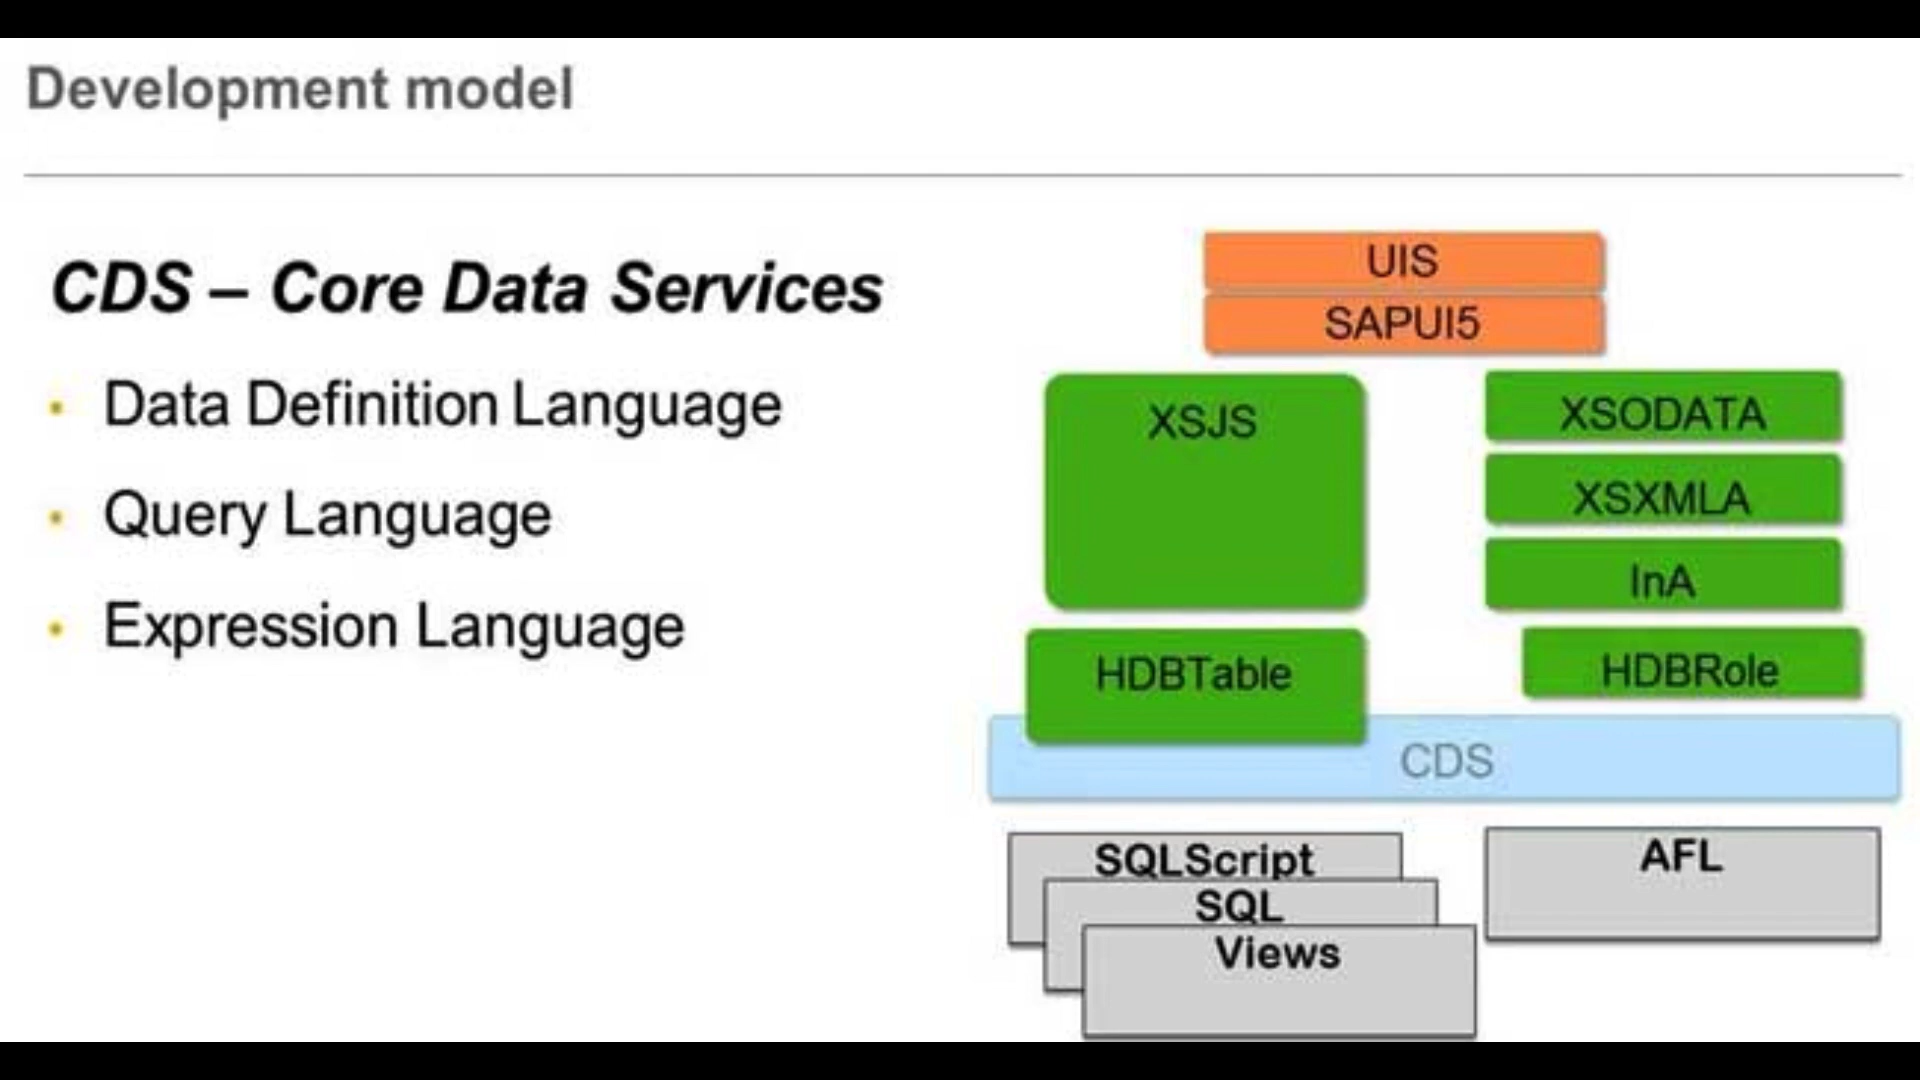 Development model
CDS – Core Data Services
• Data Definition Language
• Query Language
• Expression Language
UIS
SAPUI5
XSJS
XSODATA
XSXMLA
InA
HDBTable
HDBRole
CDS
SQLScript
SQL
Views
AFL